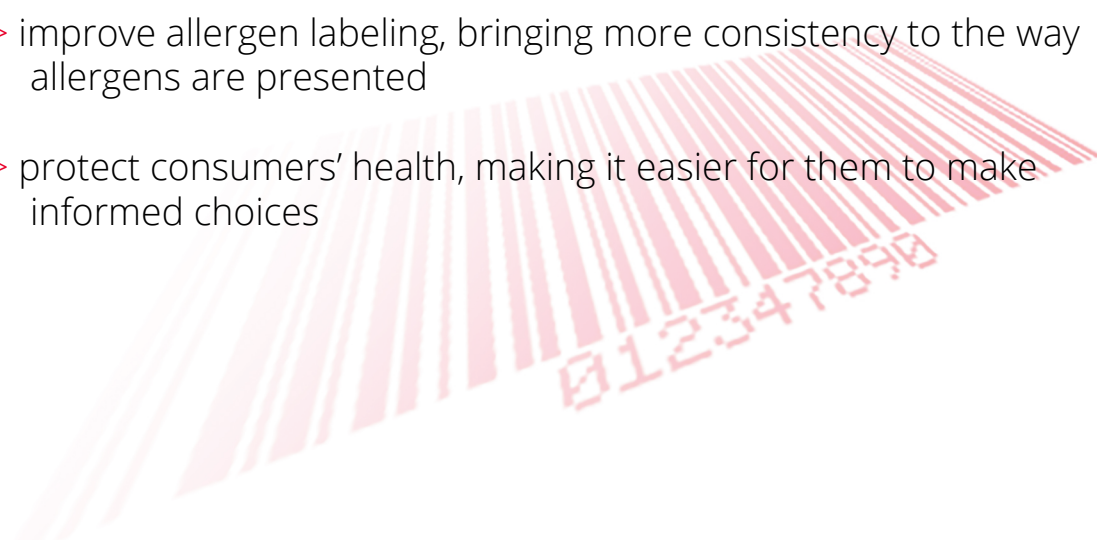 > improve allergen labeling, bringing more consistency to the way
allergens are presented
> protect consumers’ health, making it easier for them to make
informed choices
012347890